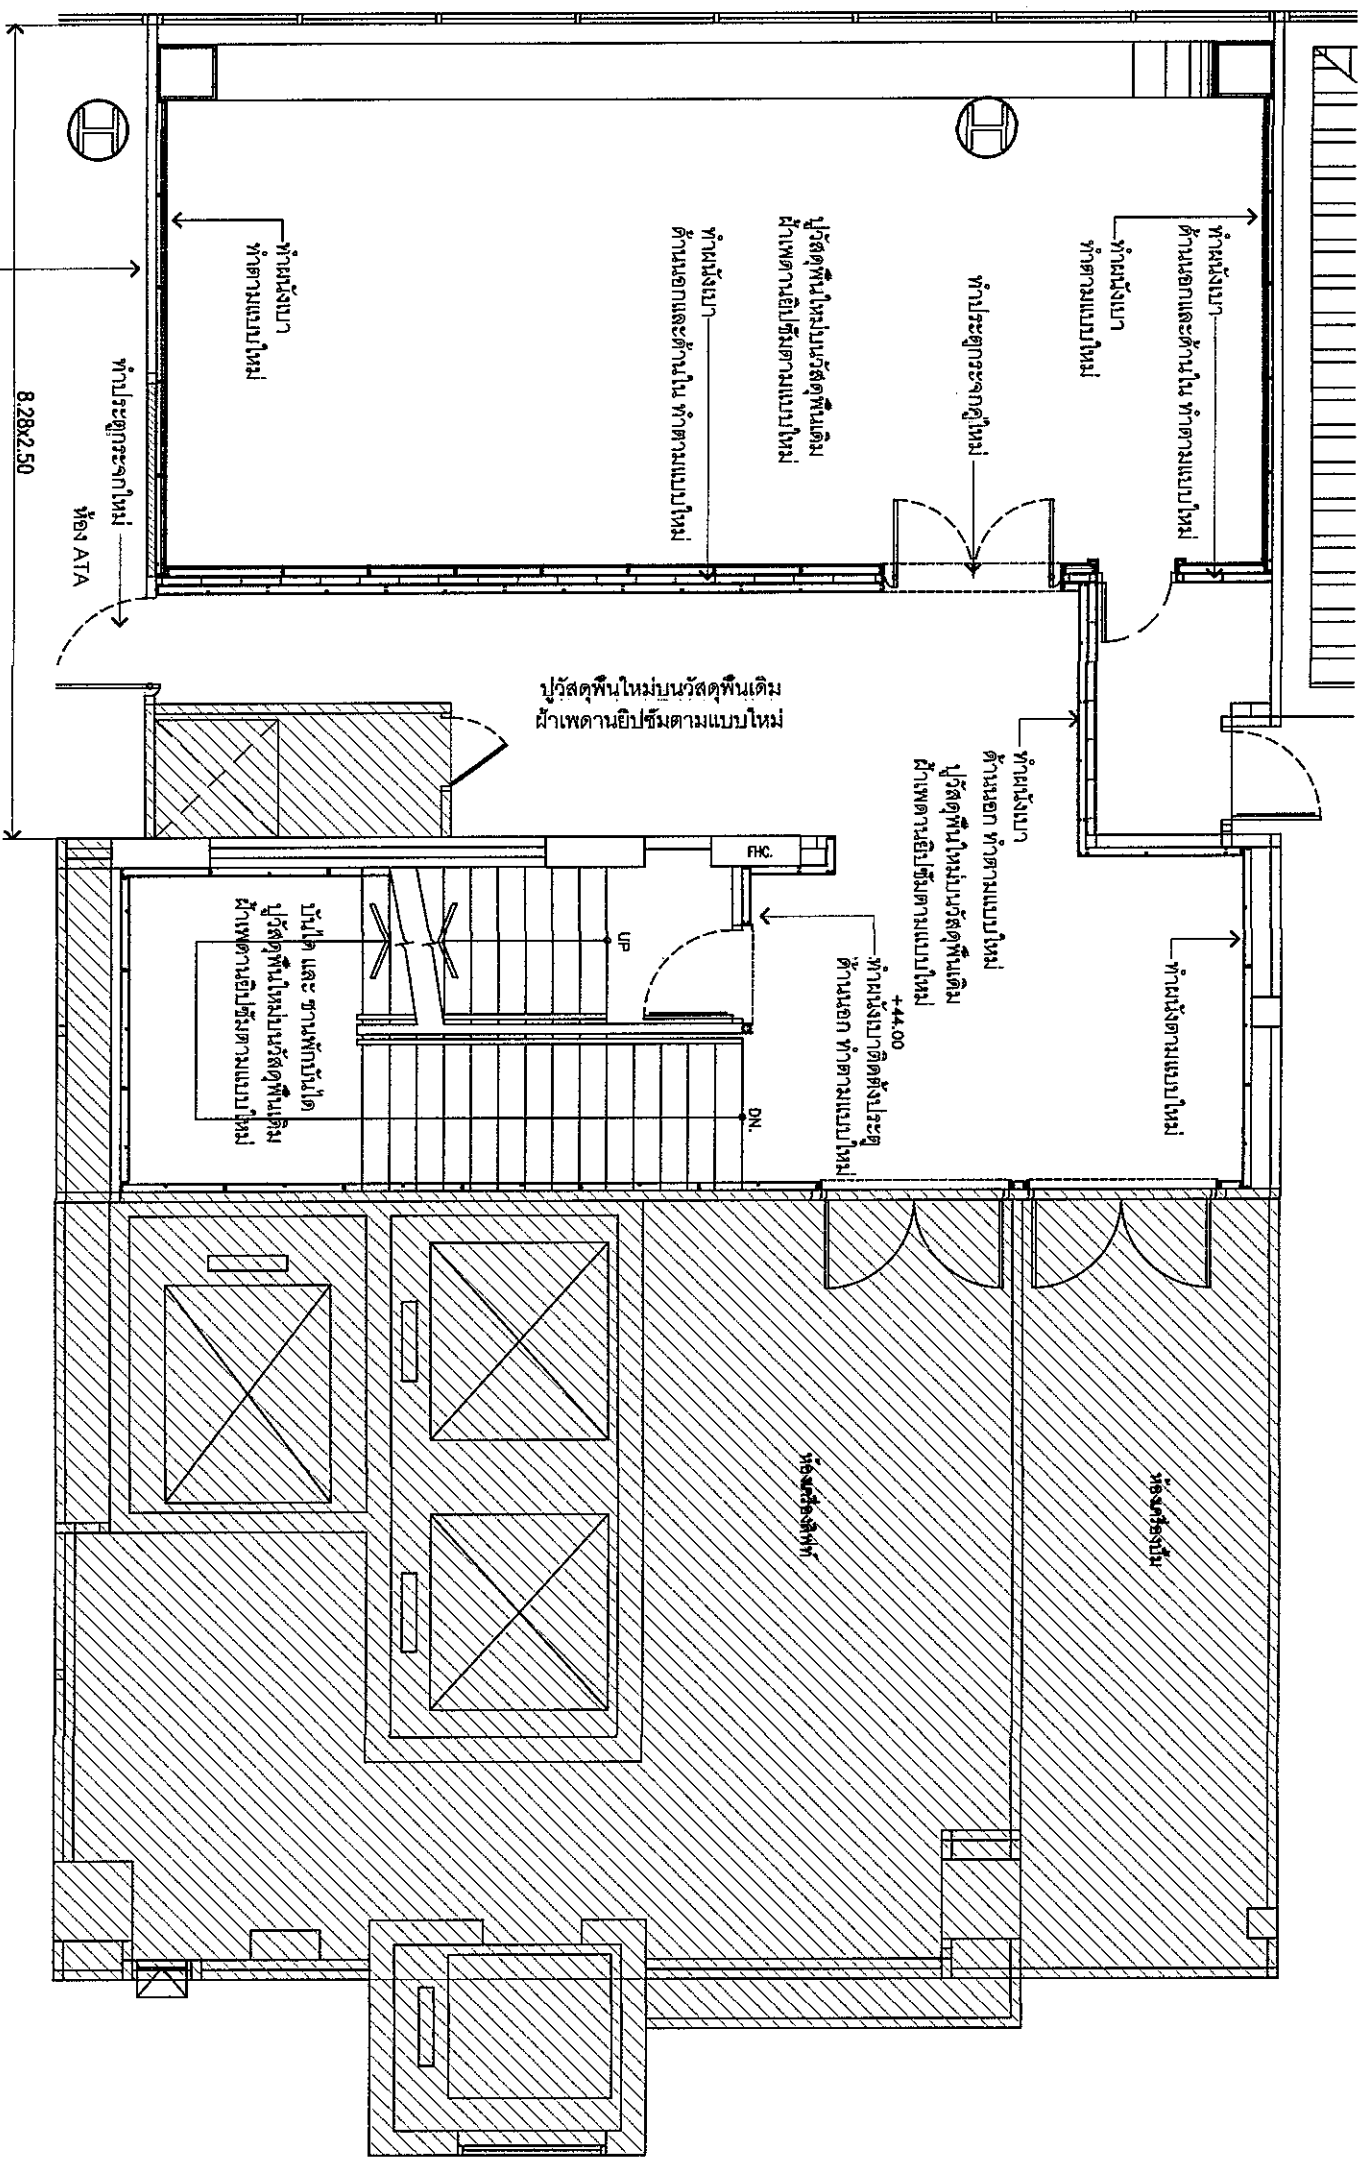 ทำผนังเบา
ด้านนอกและด้านใน ทำตามแบบใหม่
ทำผนังเบา
ทำตามแบบใหม่
ทำประตูกระจกคู่ใหม่
ปูวัสดุพื้นใหม่บนวัสดุพื้นเดิม
ฝ้าเพดานยิปซัมตามแบบใหม่
ทำผนังเบา
ด้านนอกและด้านใน ทำตามแบบใหม่
ทำผนังเบา
ทำตามแบบใหม่
ทำประตูกระจกใหม่
ห้อง ATA
8.28x2.50
ปูวัสดุพื้นใหม่บนวัสดุพื้นเดิม
ฝ้าเพดานยิปซัมตามแบบใหม่
ทำผนังเบา
ด้านนอก ทำตามแบบใหม่
ปูวัสดุพื้นใหม่บนวัสดุพื้นเดิม
ฝ้าเพดานยิปซัมตามแบบใหม่
ทำผนังตามแบบใหม่
+44.00
ทำผนังเบาติดตั้งประตู
ด้านนอก ทำตามแบบใหม่
FHC.
UP
DN.
บันได และ ชานพักบันได
ปูวัสดุพื้นใหม่บนวัสดุพื้นเดิม
ฝ้าเพดานยิปซัมตามแบบใหม่
ห้องเครื่องปั๊ม
ห้องเครื่องลิฟท์